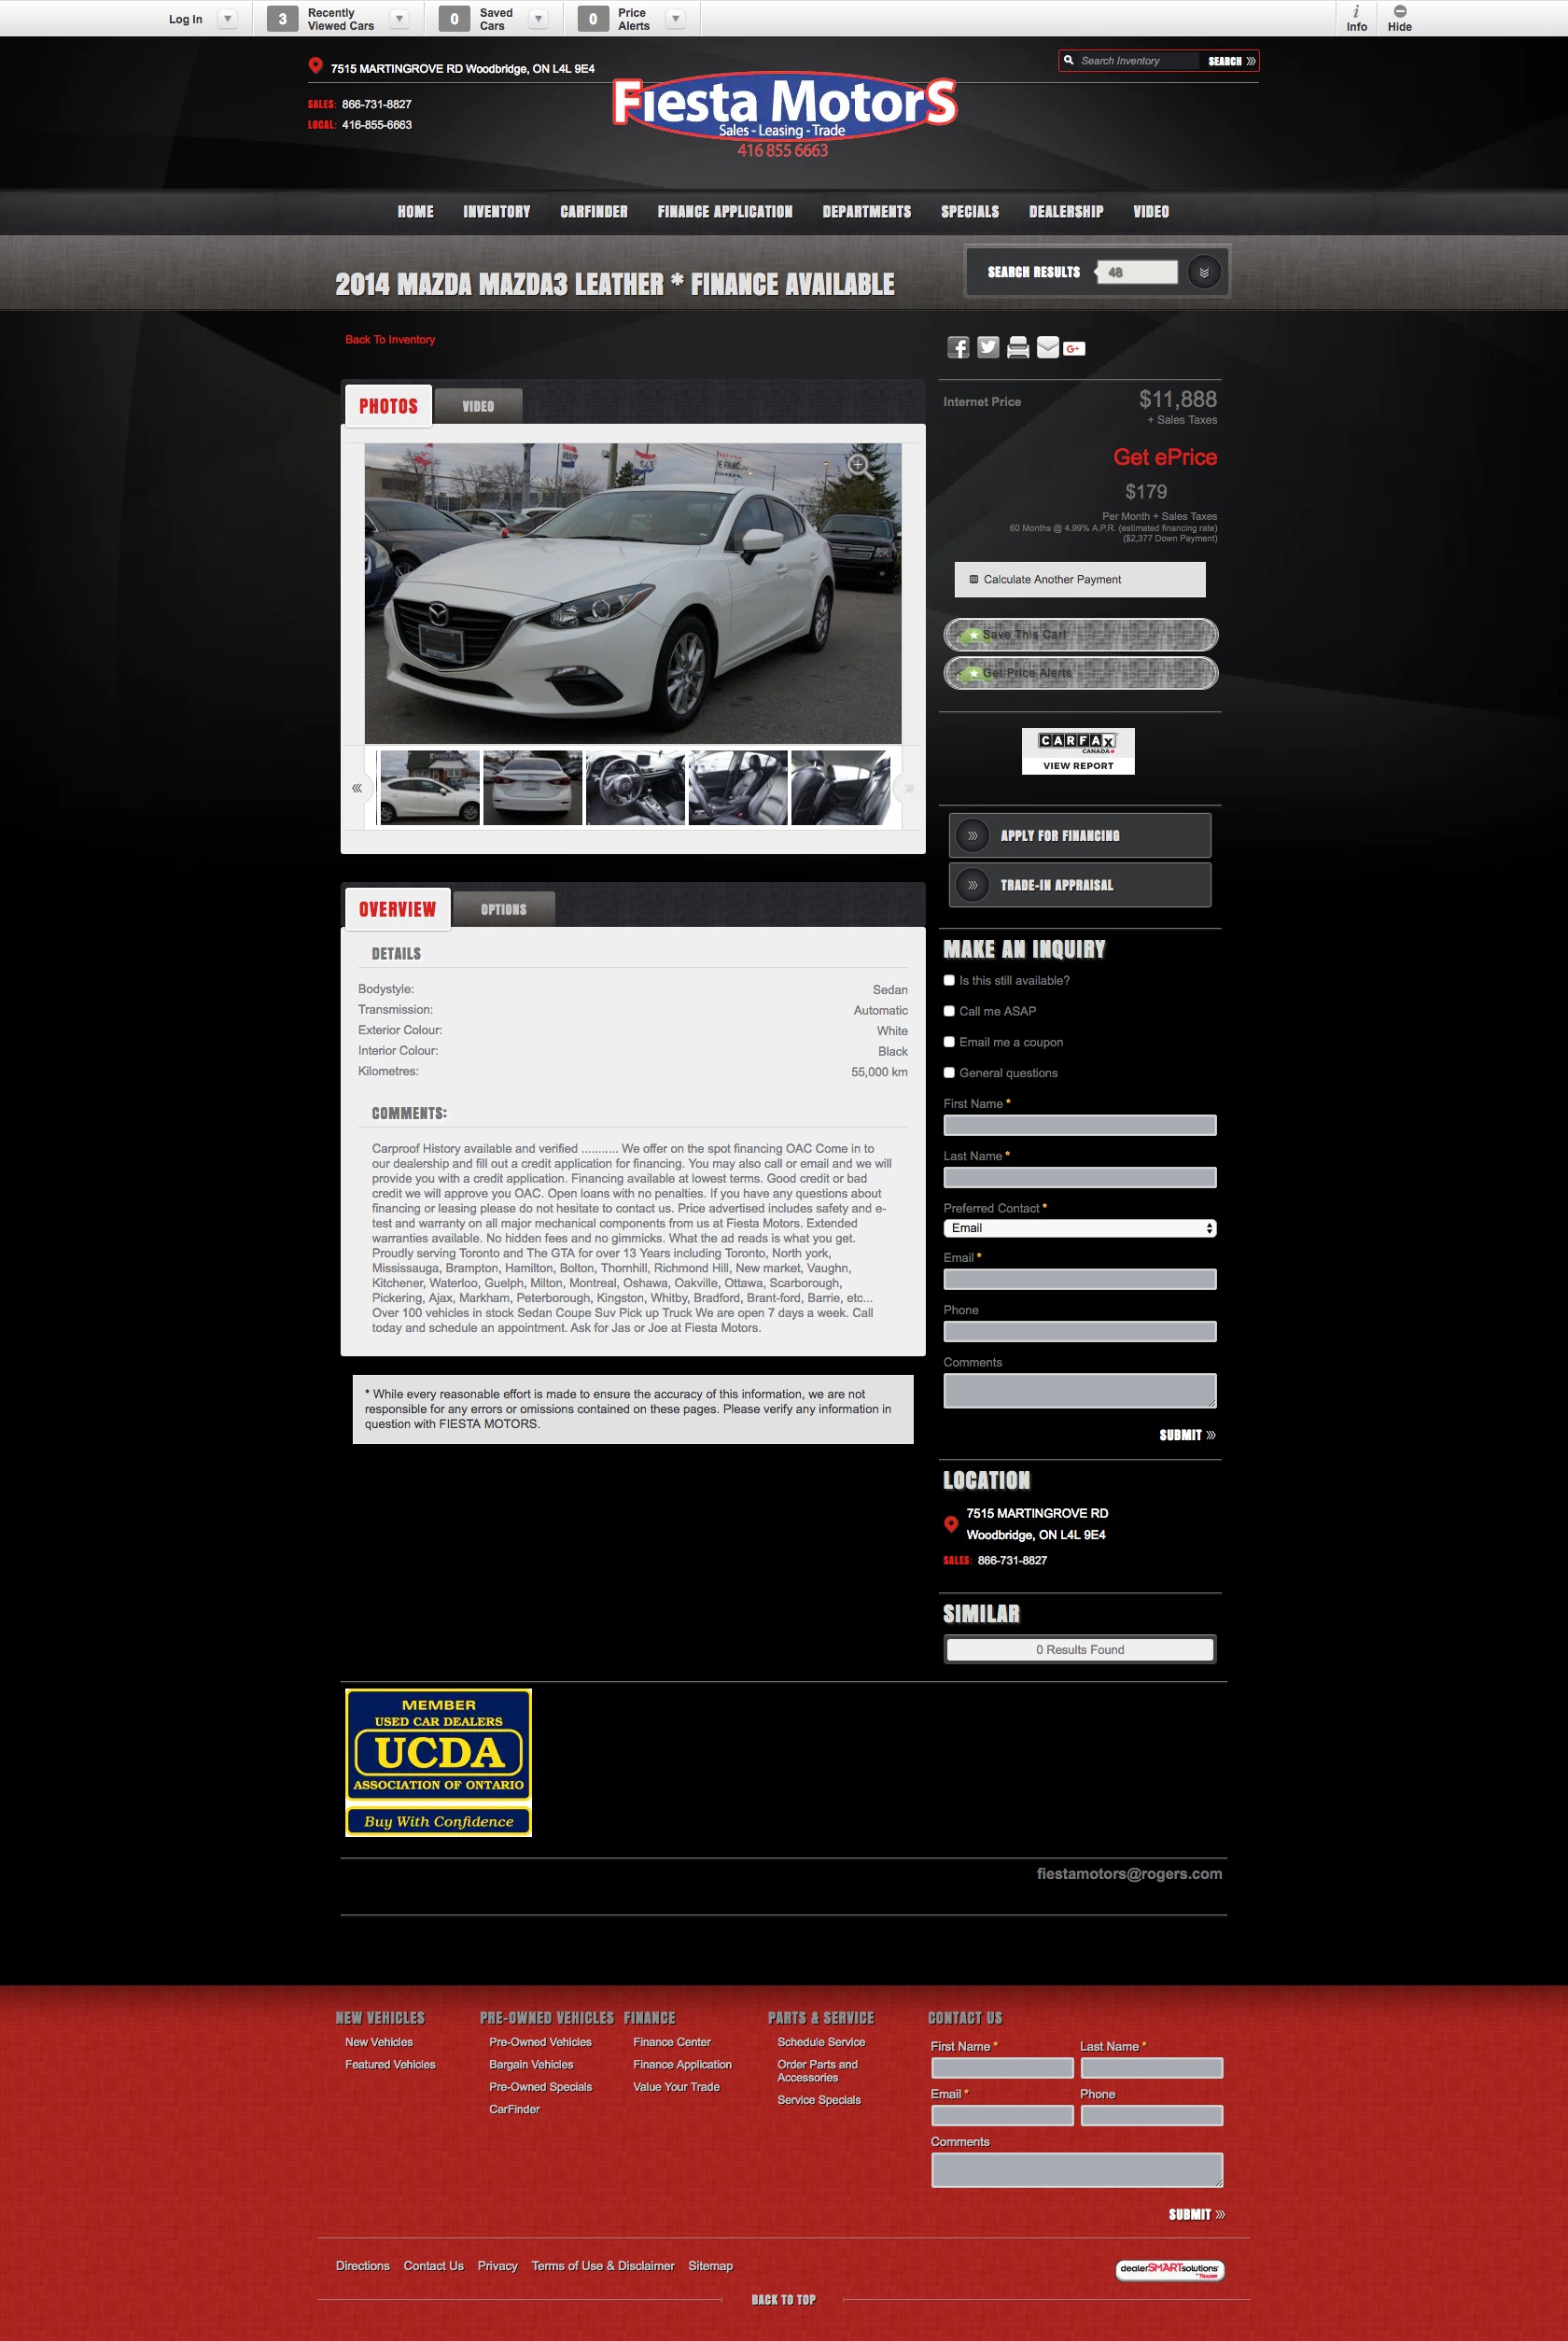 Log In
3
Recently
Viewed Cars
0
Saved
Cars
0
Price
Alerts
i
Info
Hide
7515 MARTINGROVE RD Woodbridge, ON L4L 9E4
Search Inventory
SEARCH
SALES: 866-731-8827
LOCAL: 416-855-6663
Fiesta MotorS
Sales - Leasing - Trade
416 855 6663
HOME INVENTORY CARFINDER FINANCE APPLICATION DEPARTMENTS SPECIALS DEALERSHIP VIDEO
2014 MAZDA MAZDA3 LEATHER * FINANCE AVAILABLE
SEARCH RESULTS 48
Back To Inventory
G+
PHOTOS VIDEO
Internet Price $11,888
+ Sales Taxes
Get ePrice
$179
Per Month + Sales Taxes
60 Months @ 4.99% A.P.R. (estimated financing rate)
($2,377 Down Payment)
Calculate Another Payment
Save This Car!
Get Price Alerts
CARFAX
CANADA
VIEW REPORT
APPLY FOR FINANCING
TRADE-IN APPRAISAL
OVERVIEW OPTIONS
DETAILS
Bodystyle: Sedan
Transmission: Automatic
Exterior Colour: White
Interior Colour: Black
Kilometres: 55,000 km
COMMENTS:
Carproof History available and verified ........... We offer on the spot financing OAC Come in to
our dealership and fill out a credit application for financing. You may also call or email and we will
provide you with a credit application. Financing available at lowest terms. Good credit or bad
credit we will approve you OAC. Open loans with no penalties. If you have any questions about
financing or leasing please do not hesitate to contact us. Price advertised includes safety and e-
test and warranty on all major mechanical components from us at Fiesta Motors. Extended
warranties available. No hidden fees and no gimmicks. What the ad reads is what you get.
Proudly serving Toronto and The GTA for over 13 Years including Toronto, North york,
Mississauga, Brampton, Hamilton, Bolton, Thornhill, Richmond Hill, New market, Vaughn,
Kitchener, Waterloo, Guelph, Milton, Montreal, Oshawa, Oakville, Ottawa, Scarborough,
Pickering, Ajax, Markham, Peterborough, Kingston, Whitby, Bradford, Brant-ford, Barrie, etc...
Over 100 vehicles in stock Sedan Coupe Suv Pick up Truck We are open 7 days a week. Call
today and schedule an appointment. Ask for Jas or Joe at Fiesta Motors.
* While every reasonable effort is made to ensure the accuracy of this information, we are not
responsible for any errors or omissions contained on these pages. Please verify any information in
question with FIESTA MOTORS.
MAKE AN INQUIRY
Is this still available?
Call me ASAP
Email me a coupon
General questions
First Name *
Last Name *
Preferred Contact *
Email
Email *
Phone
Comments
SUBMIT
LOCATION
7515 MARTINGROVE RD
Woodbridge, ON L4L 9E4
SALES: 866-731-8827
SIMILAR
0 Results Found
MEMBER
USED CAR DEALERS
UCDA
ASSOCIATION OF ONTARIO
Buy With Confidence
fiestamotors@rogers.com
NEW VEHICLES
New Vehicles
Featured Vehicles
PRE-OWNED VEHICLES
Pre-Owned Vehicles
Bargain Vehicles
Pre-Owned Specials
CarFinder
FINANCE
Finance Center
Finance Application
Value Your Trade
PARTS & SERVICE
Schedule Service
Order Parts and
Accessories
Service Specials
CONTACT US
First Name * Last Name *
Email * Phone
Comments
SUBMIT
Directions Contact Us Privacy Terms of Use & Disclaimer Sitemap
dealerSMARTsolutions
BACK TO TOP